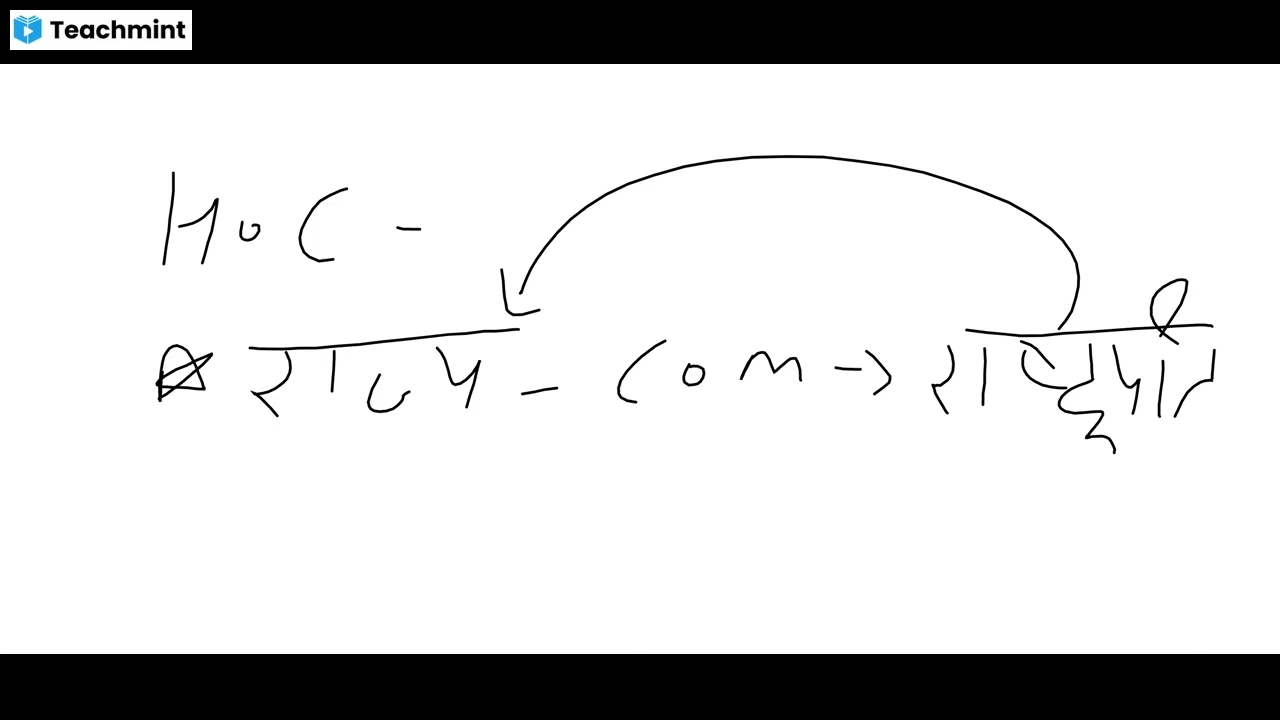 Teachmint
HoC -
☆ राज्य - COM → राष्ट्रपति